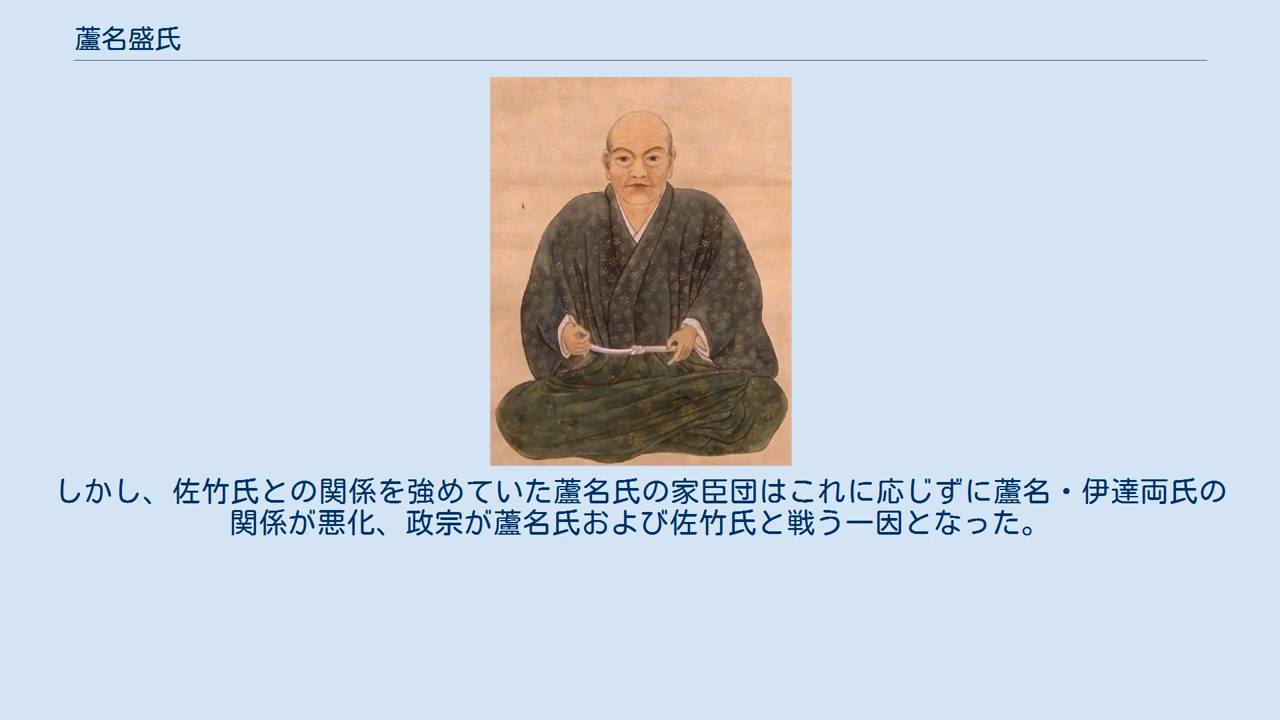 蘆名盛氏
しかし、佐竹氏との関係を強めていた蘆名氏の家臣団はこれに応じずに蘆名・伊達両氏の
関係が悪化、政宗が蘆名氏および佐竹氏と戦う一因となった。